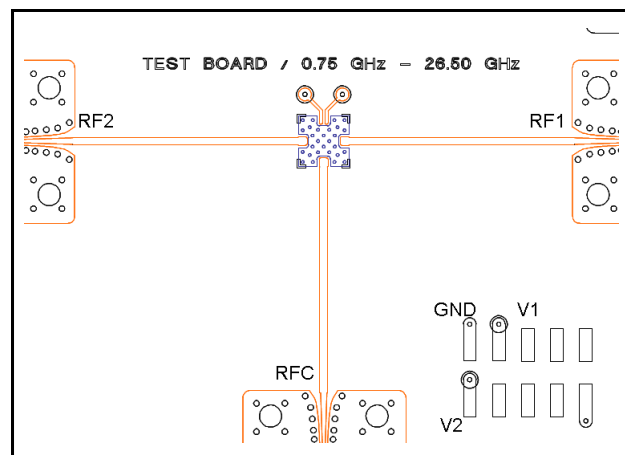 TEST BOARD / 0.75 GHz - 26.50 GHz
RF2
RF1
GND
V1
RFC
V2